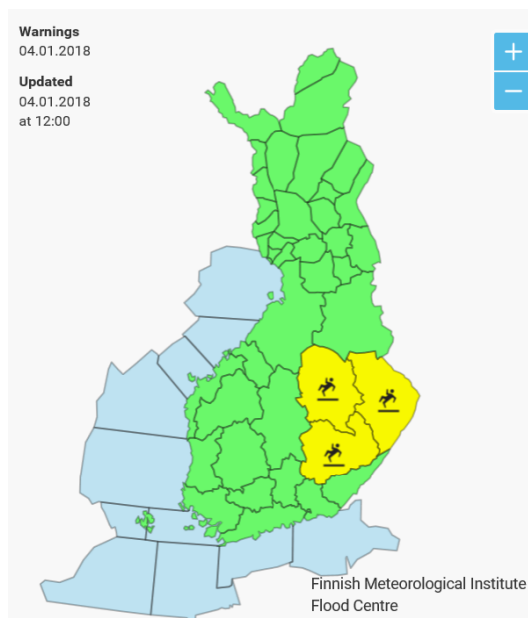 Warnings
04.01.2018
Updated
04.01.2018
at 12:00
+
−
Finnish Meteorological Institute
Flood Centre